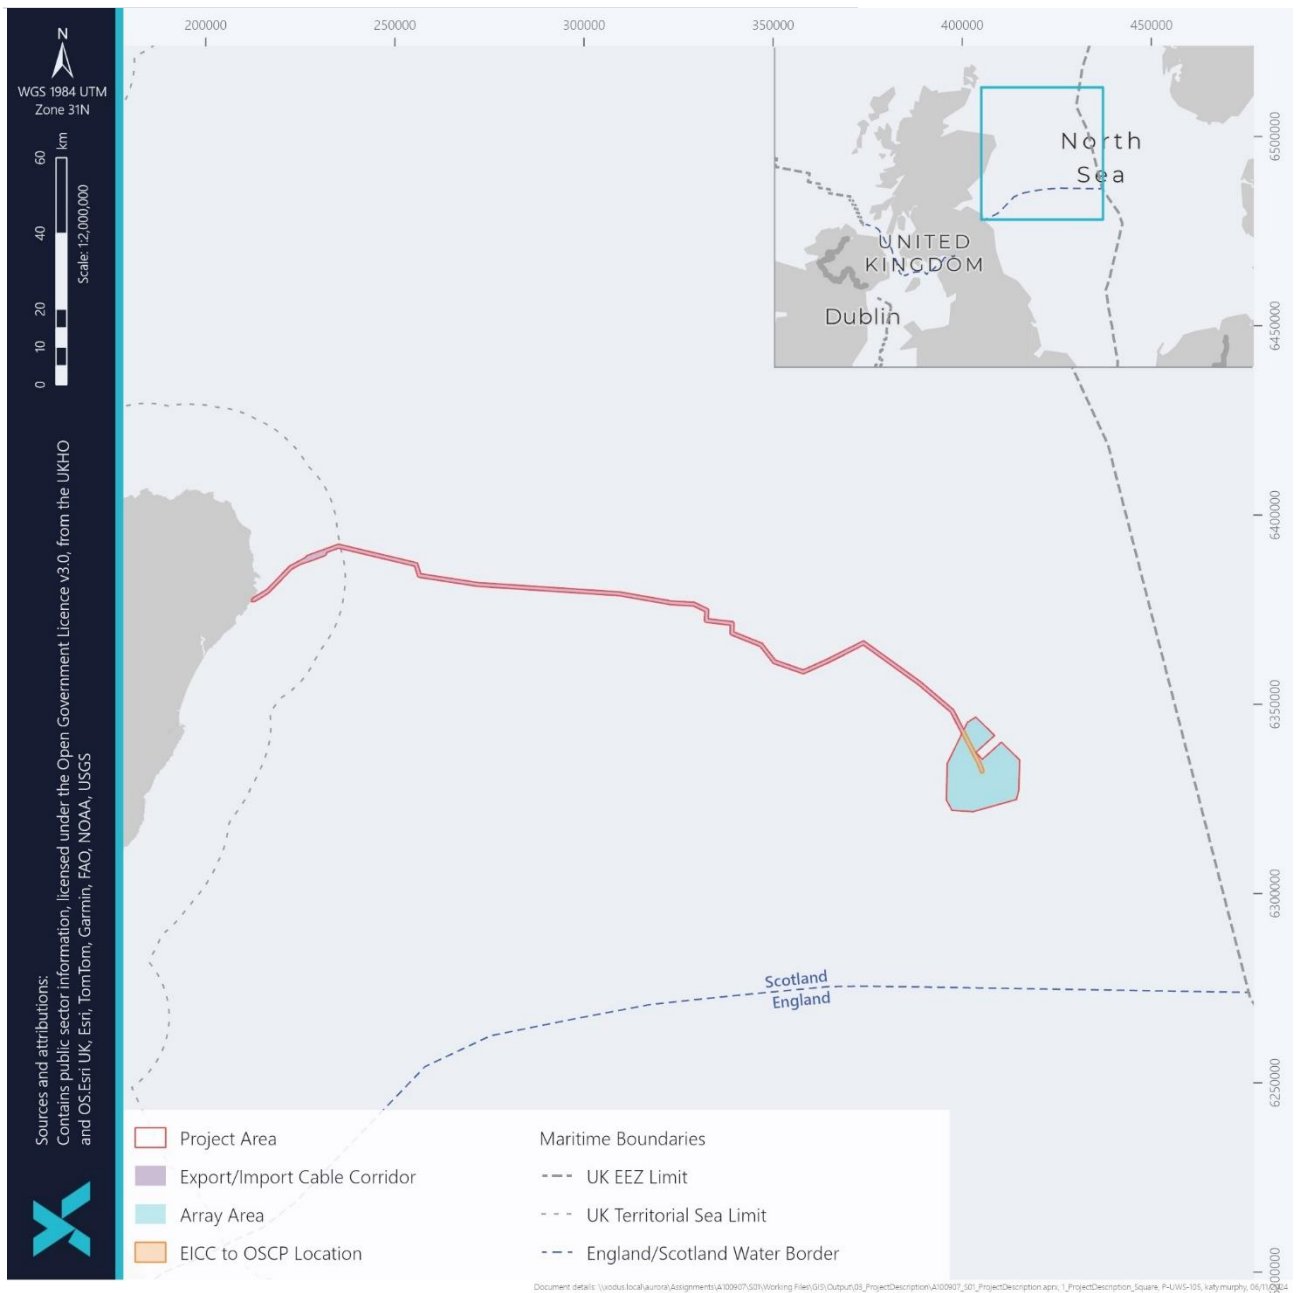 200000
250000
300000
350000
400000
450000
N
WGS 1984 UTM
Zone 31N
km
60
40
20
10
0
Scale: 1:2,000,000
North
Sea
UNITED
KINGDOM
Dublin
6500000
6450000
6400000
6350000
6300000
6250000
Scotland
England
Sources and attributions:
Contains public sector information, licensed under the Open Government Licence v3.0, from the UKHO
and OS.Esri UK, Esri, TomTom, Garmin, FAO, NOAA, USGS
Project Area
Export/Import Cable Corridor
Array Area
EICC to OSCP Location
Maritime Boundaries
UK EEZ Limit
UK Territorial Sea Limit
England/Scotland Water Border